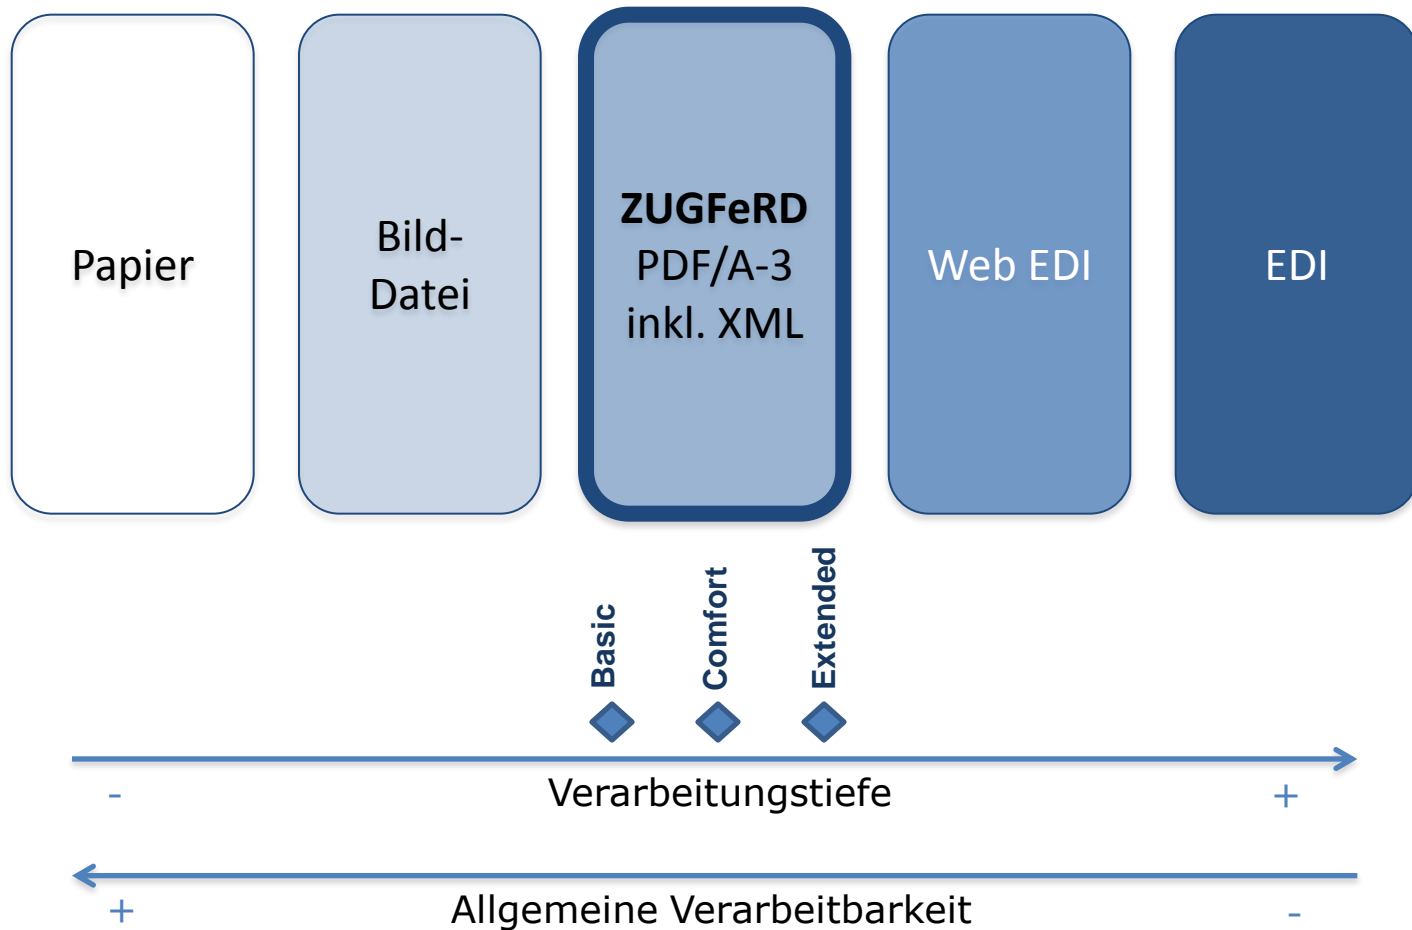 Papier
Bild-
Datei
ZUGFeRD
PDF/A-3
inkl. XML
Web EDI
EDI
Basic
Comfort
Extended
-
Verarbeitungstiefe
+
+
Allgemeine Verarbeitbarkeit
-